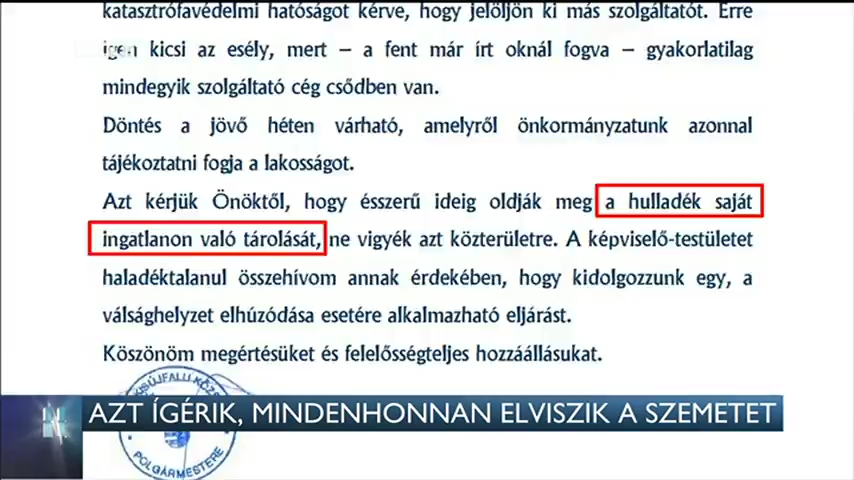 katasztrófavédelmi hatóságot kérve, hogy jelöljön ki más szolgáltatót. Erre
igen kicsi az esély, mert – a fent már írt oknál fogva – gyakorlatilag
mindegyik szolgáltató cég csődben van.
Döntés a jövő héten várható, amelyről önkormányzatunk azonnal
tájékoztatni fogja a lakosságot.
Azt kérjük Önöktől, hogy ésszerű ideig oldják meg a hulladék saját
ingatlanon való tárolását, ne vigyék azt közterületre. A képviselő-testületet
haladéktalanul összehívom annak érdekében, hogy kidolgozzunk egy, a
válsághelyzet elhúzódása esetére alkalmazható eljárást.
Köszönöm megértésüket és felelősségteljes hozzáállásukat.
KISÚJFALU KÖZS
AZT ÍGÉRIK, MINDENHONNAN ELVISZIK A SZEMETET
POLGÁRMESTERE